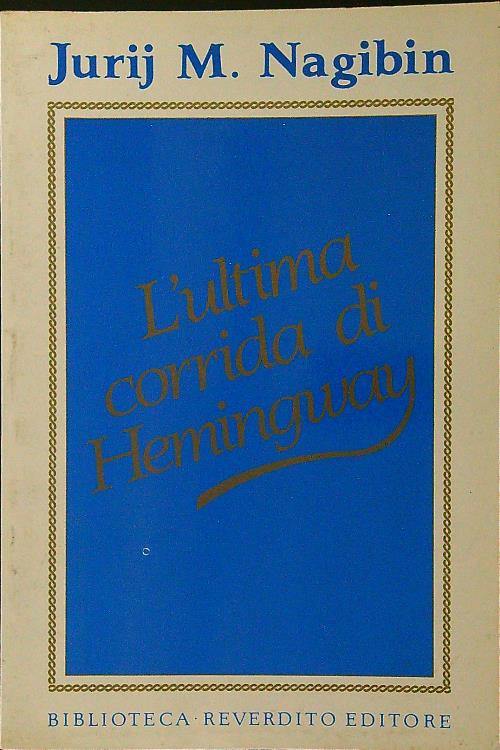 Jurij M. Nagibin
L'ultima
corrida di
Hemingway
BIBLIOTECA · REVERDITO EDITORE